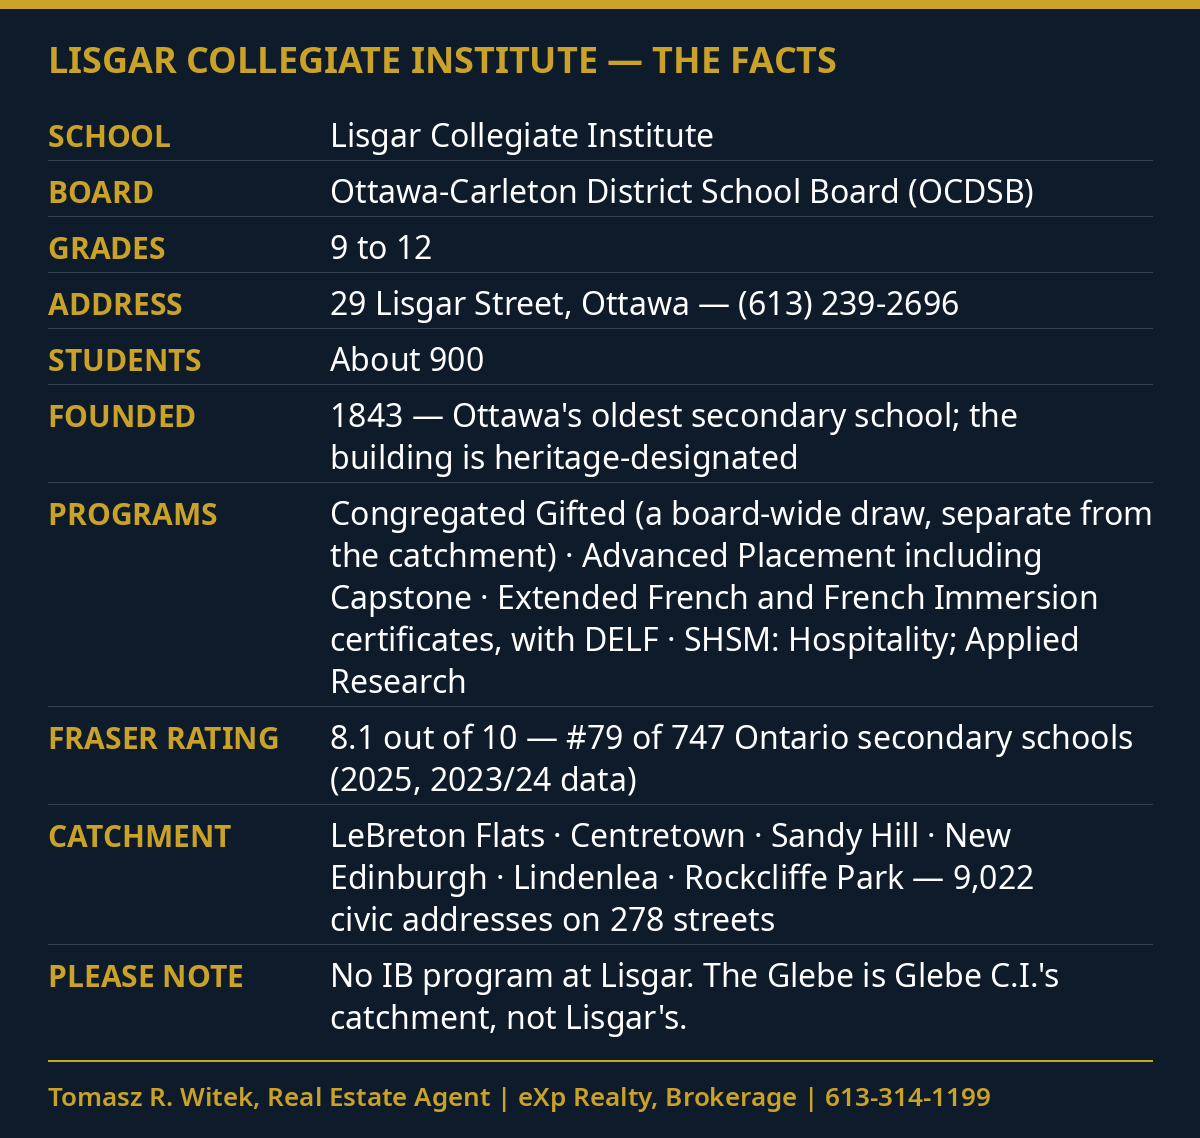 LISGAR COLLEGIATE INSTITUTE — THE FACTS
SCHOOL Lisgar Collegiate Institute
BOARD Ottawa-Carleton District School Board (OCDSB)
GRADES 9 to 12
ADDRESS 29 Lisgar Street, Ottawa — (613) 239-2696
STUDENTS About 900
FOUNDED 1843 — Ottawa's oldest secondary school; the
building is heritage-designated
PROGRAMS Congregated Gifted (a board-wide draw, separate from
the catchment) · Advanced Placement including
Capstone · Extended French and French Immersion
certificates, with DELF · SHSM: Hospitality; Applied
Research
FRASER RATING 8.1 out of 10 — #79 of 747 Ontario secondary schools
(2025, 2023/24 data)
CATCHMENT LeBreton Flats · Centretown · Sandy Hill · New
Edinburgh · Lindenlea · Rockcliffe Park — 9,022
civic addresses on 278 streets
PLEASE NOTE No IB program at Lisgar. The Glebe is Glebe C.I.'s
catchment, not Lisgar's.
Tomasz R. Witek, Real Estate Agent | eXp Realty, Brokerage | 613-314-1199